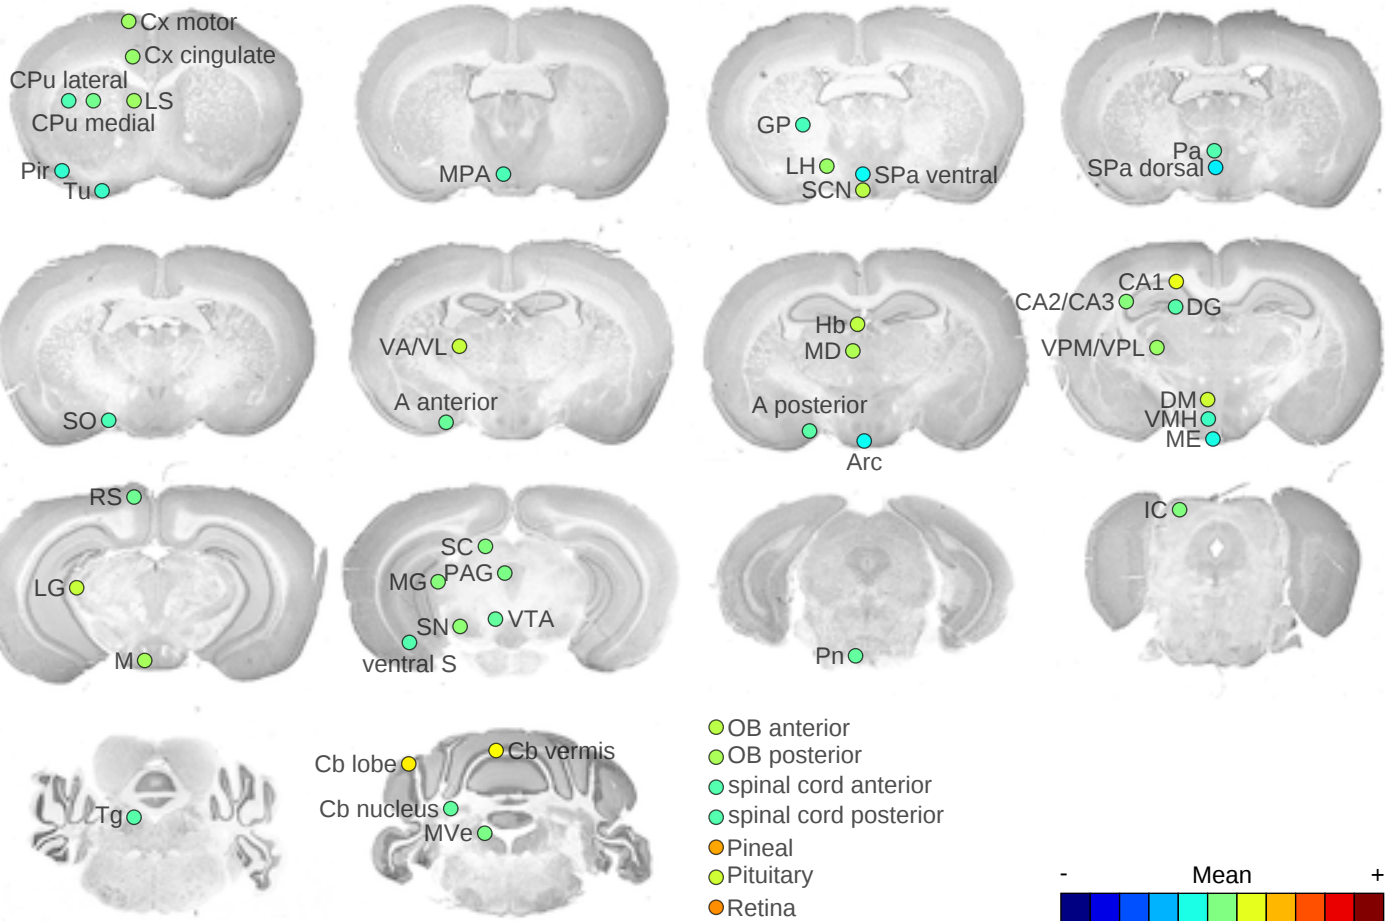 Cx motor
Cx cingulate
CPu lateral
LS
CPu medial
Pir
Tu
MPA
GP
LH
SPa ventral
SCN
Pa
SPa dorsal
SO
VA/VL
A anterior
Hb
MD
A posterior
Arc
CA1
CA2/CA3
DG
VPM/VPL
DM
VMH
ME
RS
LG
M
SC
MG
PAG
SN
VTA
ventral S
Pn
IC
Tg
Cb lobe
Cb vermis
Cb nucleus
MVe
OB anterior
OB posterior
spinal cord anterior
spinal cord posterior
Pineal
Pituitary
Retina
- Mean +